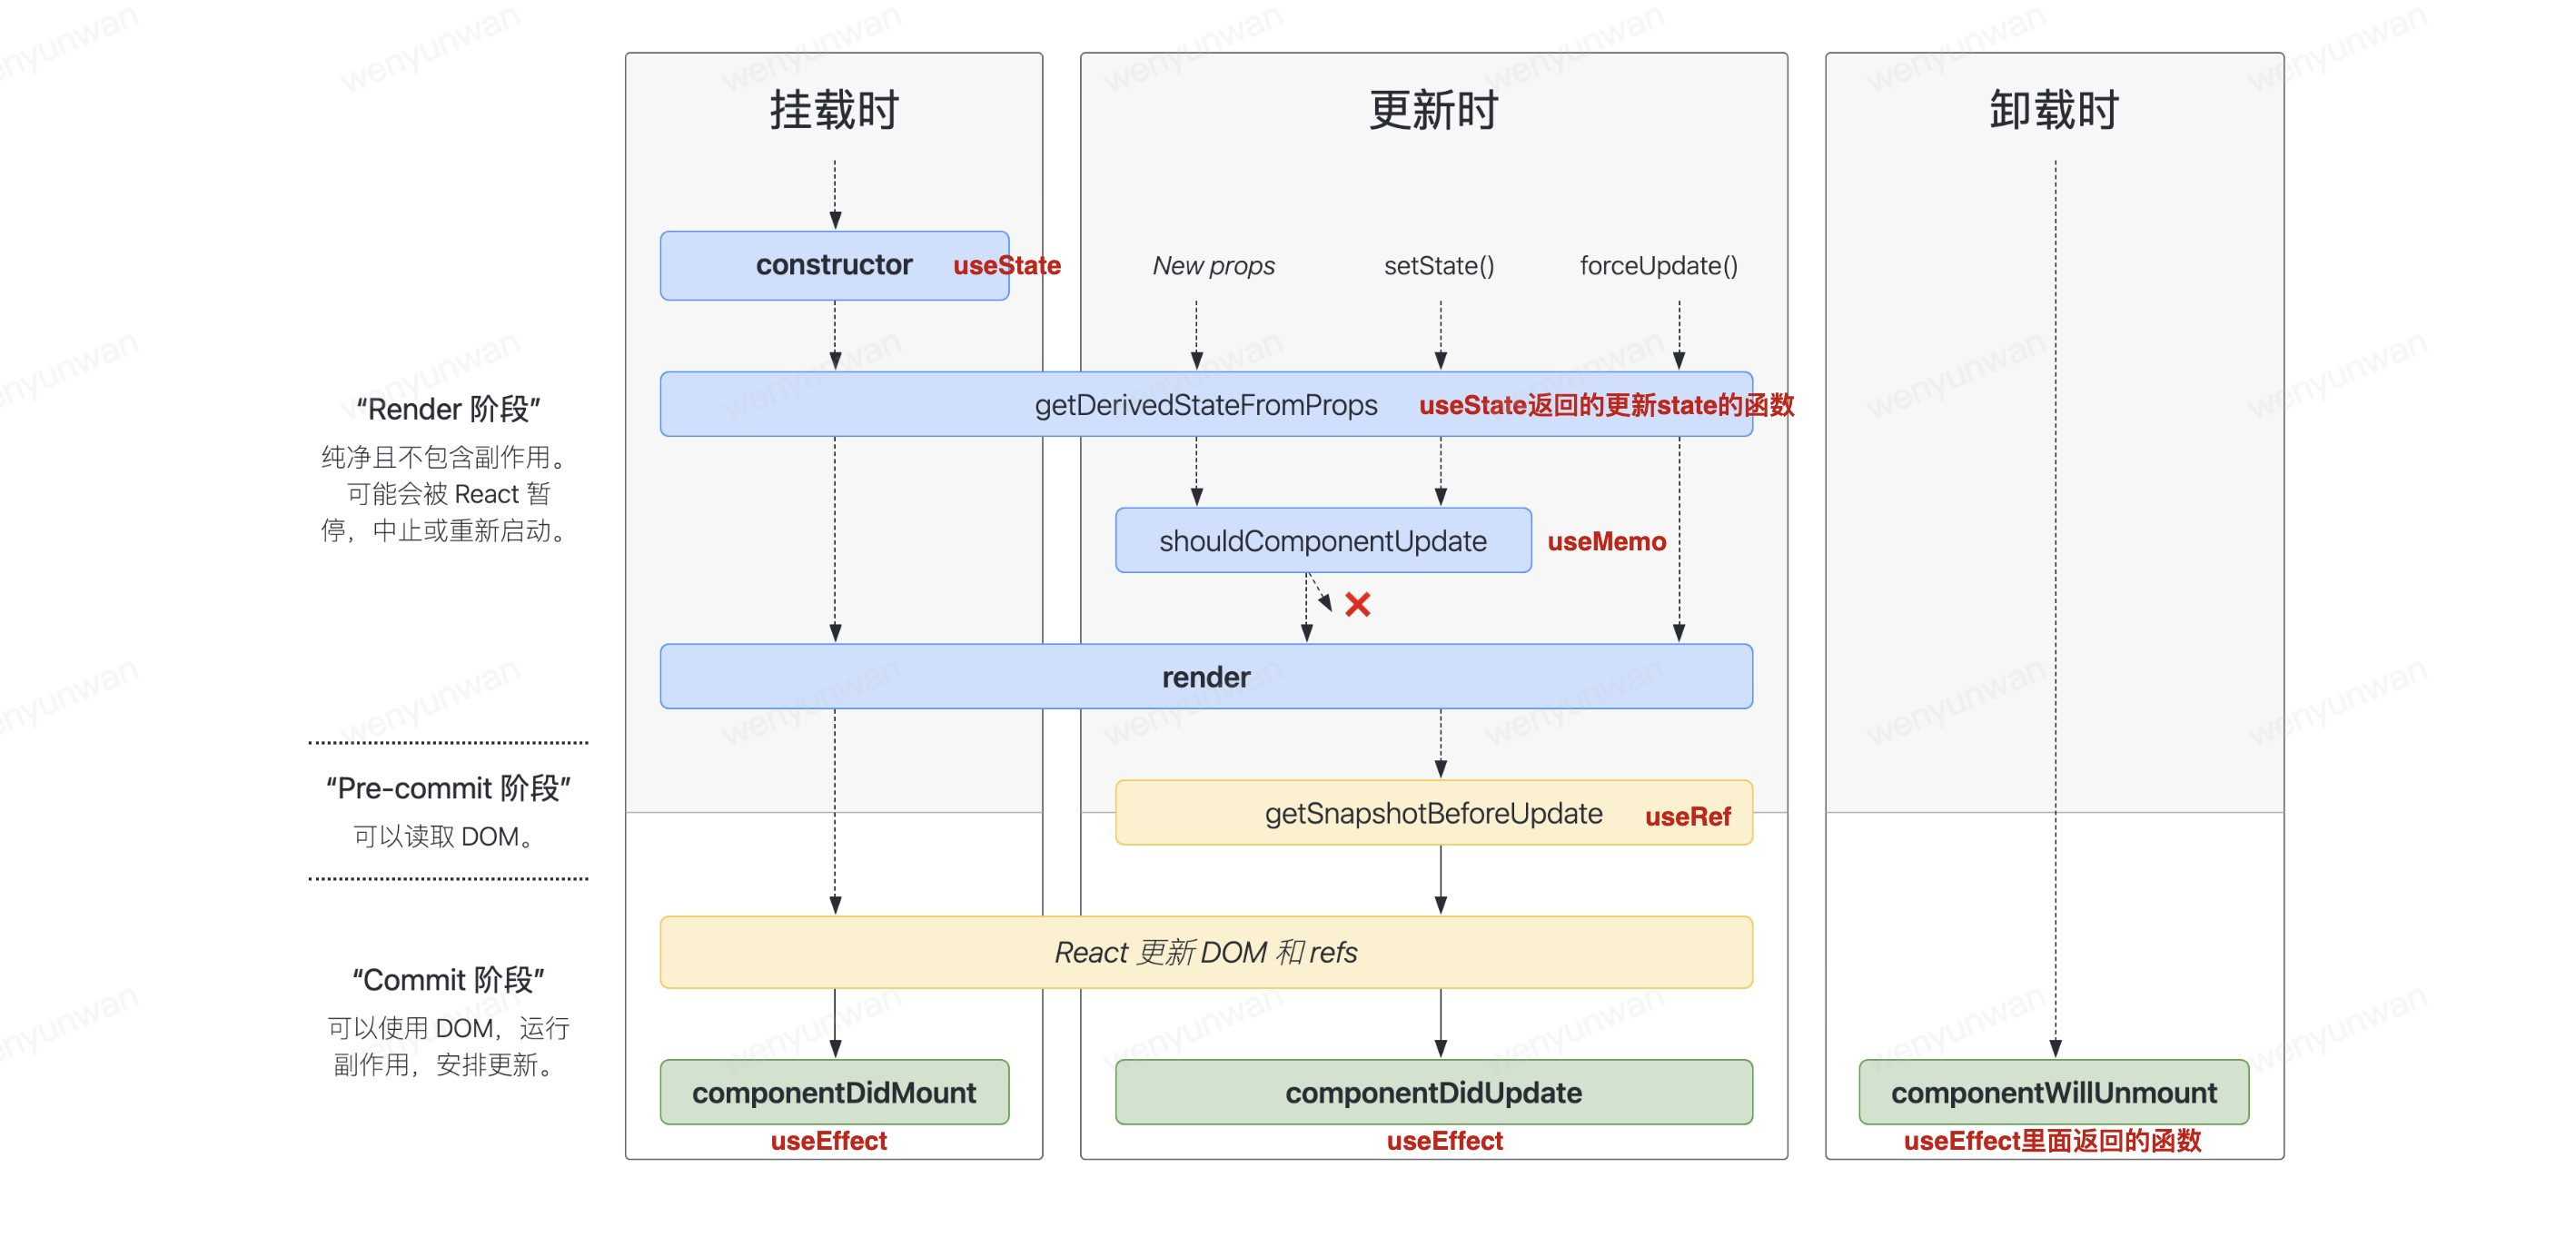 挂载时
更新时
卸载时
constructor
useState
New props
setState()
forceUpdate()
getDerivedStateFromProps
useState返回的更新state的函数
“Render 阶段”
纯净且不包含副作用。
可能会被 React 暂
停，中止或重新启动。
shouldComponentUpdate
useMemo
render
“Pre-commit 阶段”
可以读取 DOM。
getSnapshotBeforeUpdate
useRef
React 更新 DOM 和 refs
“Commit 阶段”
可以使用 DOM，运行
副作用，安排更新。
componentDidMount
componentDidUpdate
componentWillUnmount
useEffect
useEffect
useEffect里面返回的函数
wenyunwan